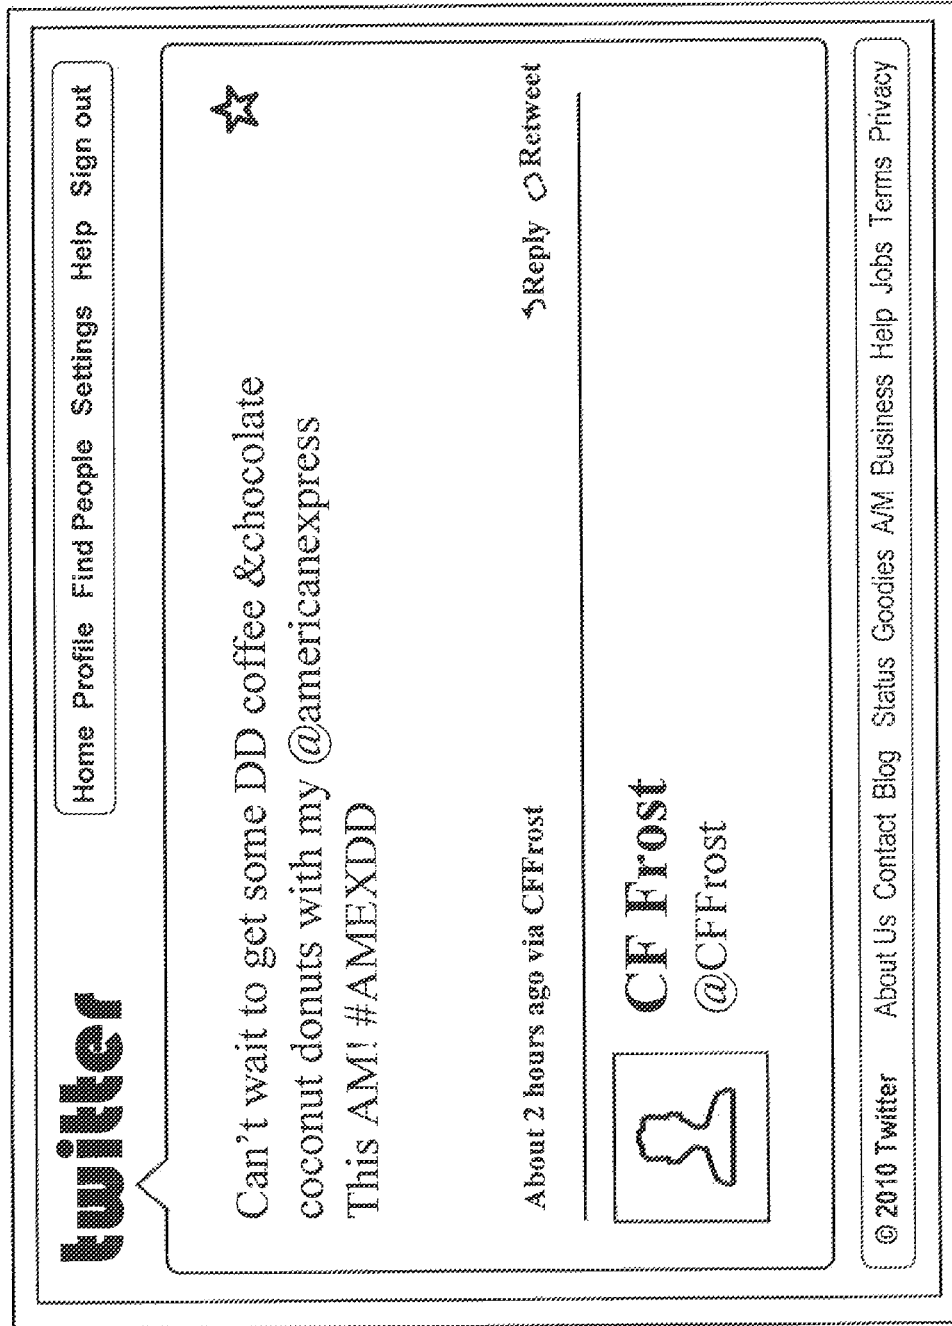 twitter
Home Profile Find People Settings Help Sign out
Can't wait to get some DD coffee &chocolate
coconut donuts with my @americanexpress
This AM! #AMEXDD
About 2 hours ago via CFFrost
Reply Retweet
CF Frost
@CFFrost
© 2010 Twitter About Us Contact Blog Status Goodies A/M Business Help Jobs Terms Privacy